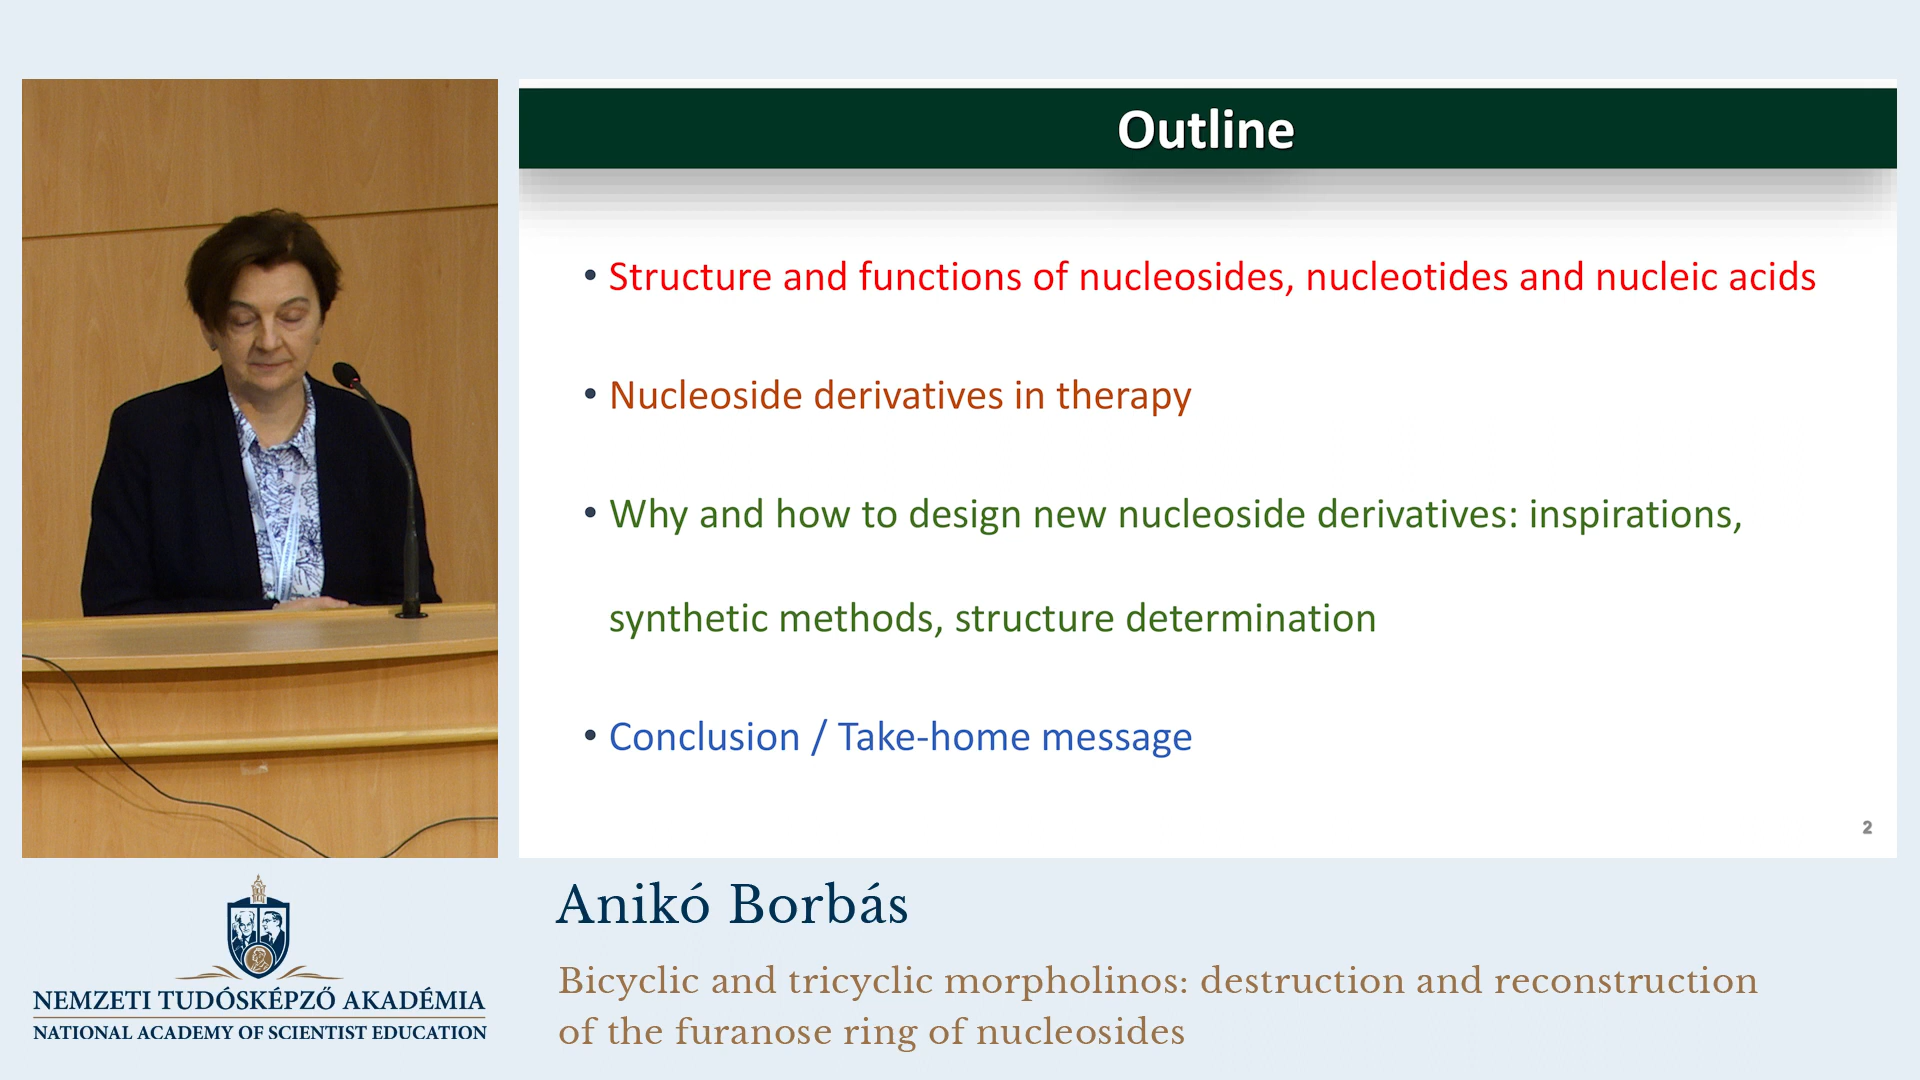 Outline
• Structure and functions of nucleosides, nucleotides and nucleic acids
• Nucleoside derivatives in therapy
• Why and how to design new nucleoside derivatives: inspirations,
synthetic methods, structure determination
• Conclusion / Take-home message
2
Anikó Borbás
Bicyclic and tricyclic morpholinos: destruction and reconstruction
of the furanose ring of nucleosides
NEMZETI TUDÓSKÉPZŐ AKADÉMIA
NATIONAL ACADEMY OF SCIENTIST EDUCATION